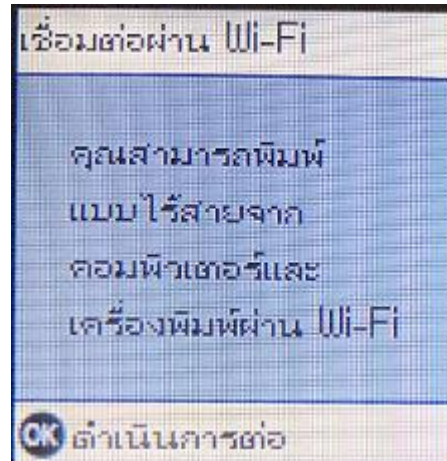 เชื่อมต่อผ่าน Wi-Fi
คุณสามารถพิมพ์
แบบไร้สายจาก
คอมพิวเตอร์และ
เครื่องพิมพ์ผ่าน Wi-Fi
OK ดำเนินการต่อ